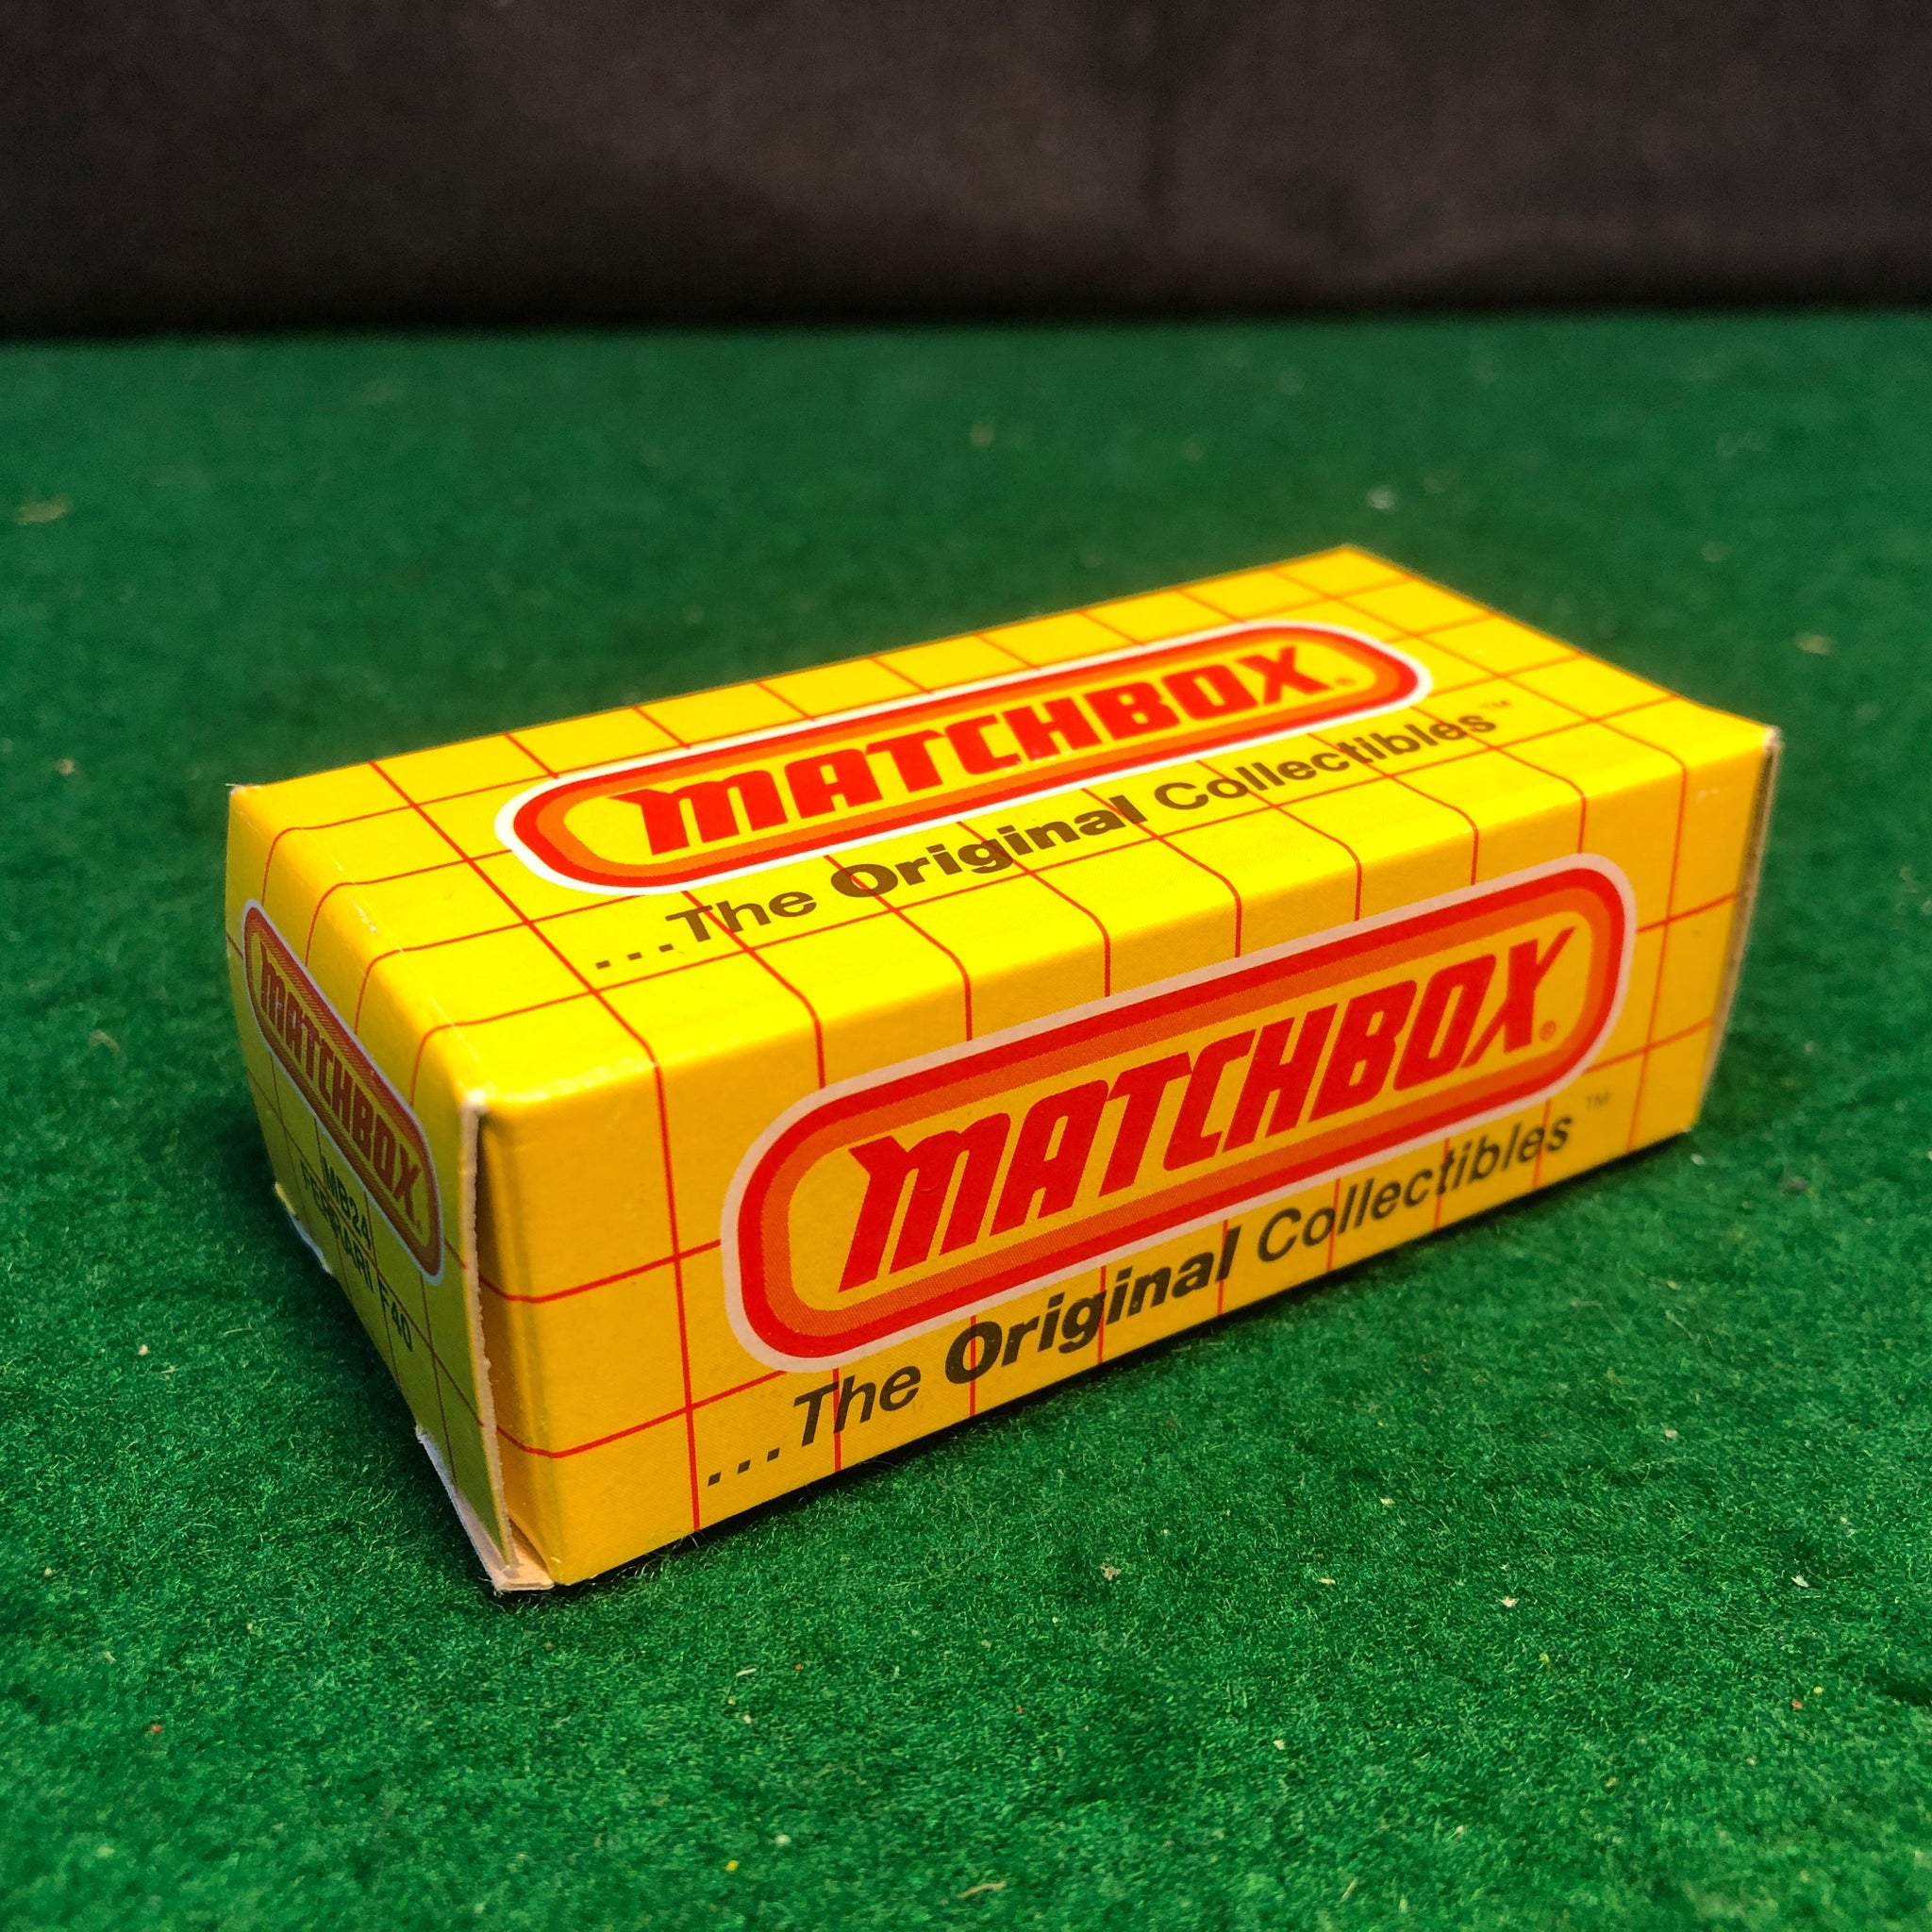 MATCHBOX®
...The Original Collectibles™
MATCHBOX®
...The Original Collectibles™
MATCHBOX®
MB24
FERRARI F40